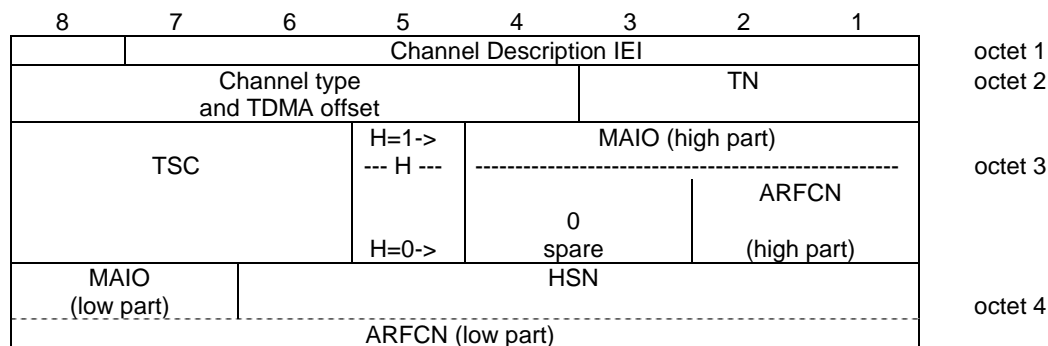 8 7 6 5 4 3 2 1
Channel Description IEI octet 1
Channel type TN octet 2
and TDMA offset
H=1-> MAIO (high part)
TSC --- H --- octet 3
ARFCN
0
H=0-> spare (high part)
MAIO HSN
(low part) octet 4
ARFCN (low part)